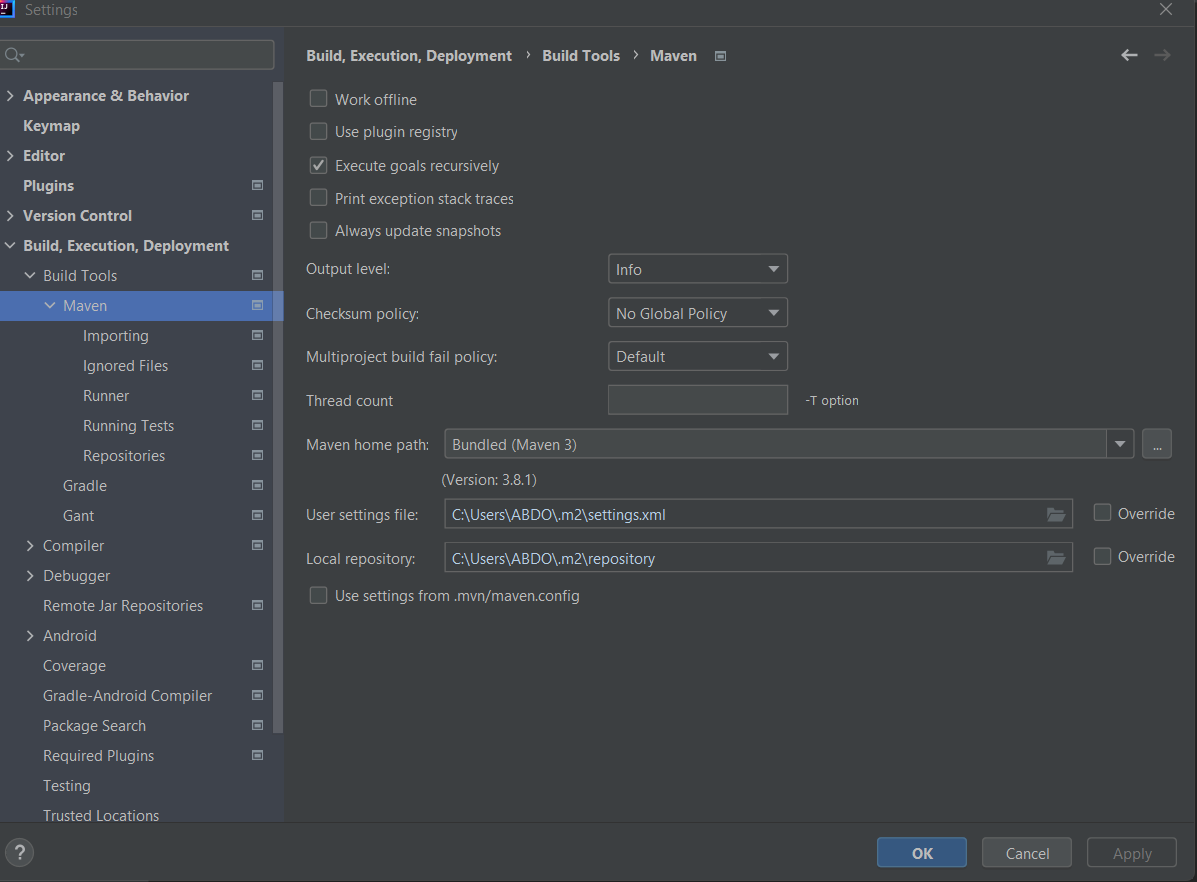 Settings
Appearance & Behavior
Keymap
Editor
Plugins
Version Control
Build, Execution, Deployment
Build Tools
Maven
Importing
Ignored Files
Runner
Running Tests
Repositories
Gradle
Gant
Compiler
Debugger
Remote Jar Repositories
Android
Coverage
Gradle-Android Compiler
Package Search
Required Plugins
Testing
Trusted Locations
Build, Execution, Deployment › Build Tools › Maven
Work offline
Use plugin registry
Execute goals recursively
Print exception stack traces
Always update snapshots
Output level: Info
Checksum policy: No Global Policy
Multiproject build fail policy: Default
Thread count -T option
Maven home path: Bundled (Maven 3) ...
(Version: 3.8.1)
User settings file: C:\Users\ABDO\.m2\settings.xml Override
Local repository: C:\Users\ABDO\.m2\repository Override
Use settings from .mvn/maven.config
? OK Cancel Apply